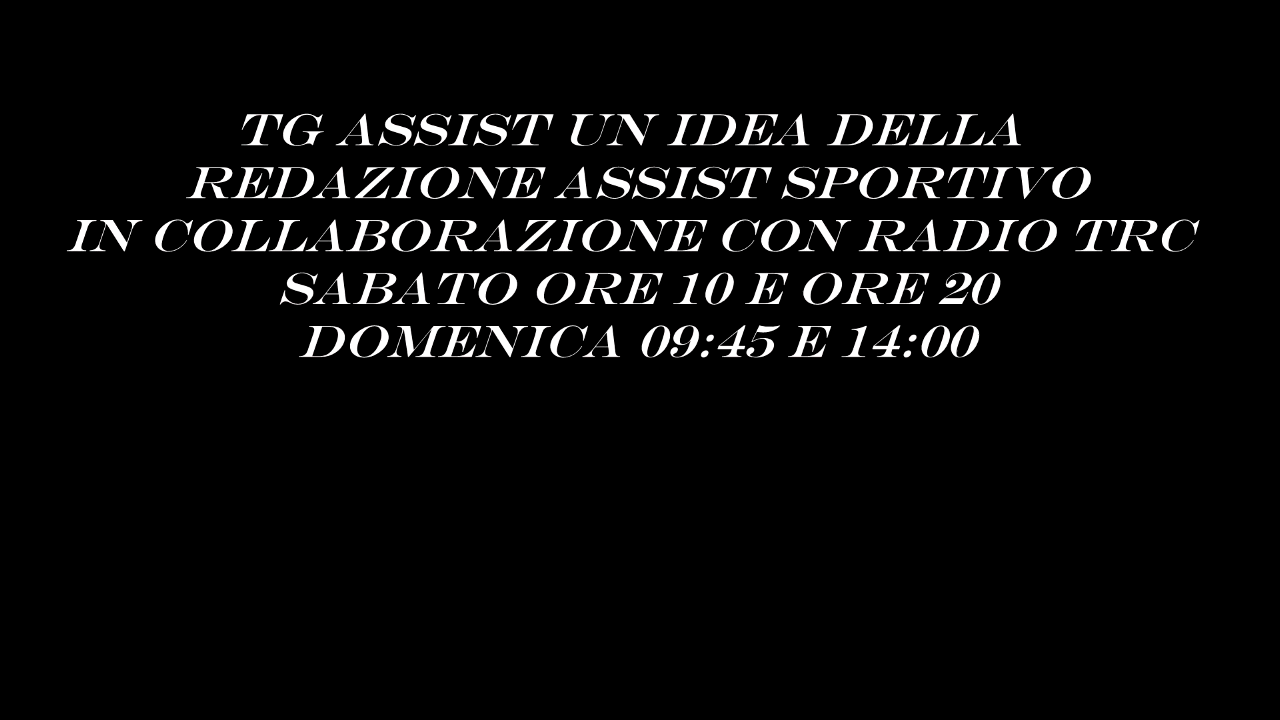 TG ASSIST UN IDEA DELLA
REDAZIONE ASSIST SPORTIVO
IN COLLABORAZIONE CON RADIO TRC
SABATO ORE 10 E ORE 20
DOMENICA 09:45 E 14:00